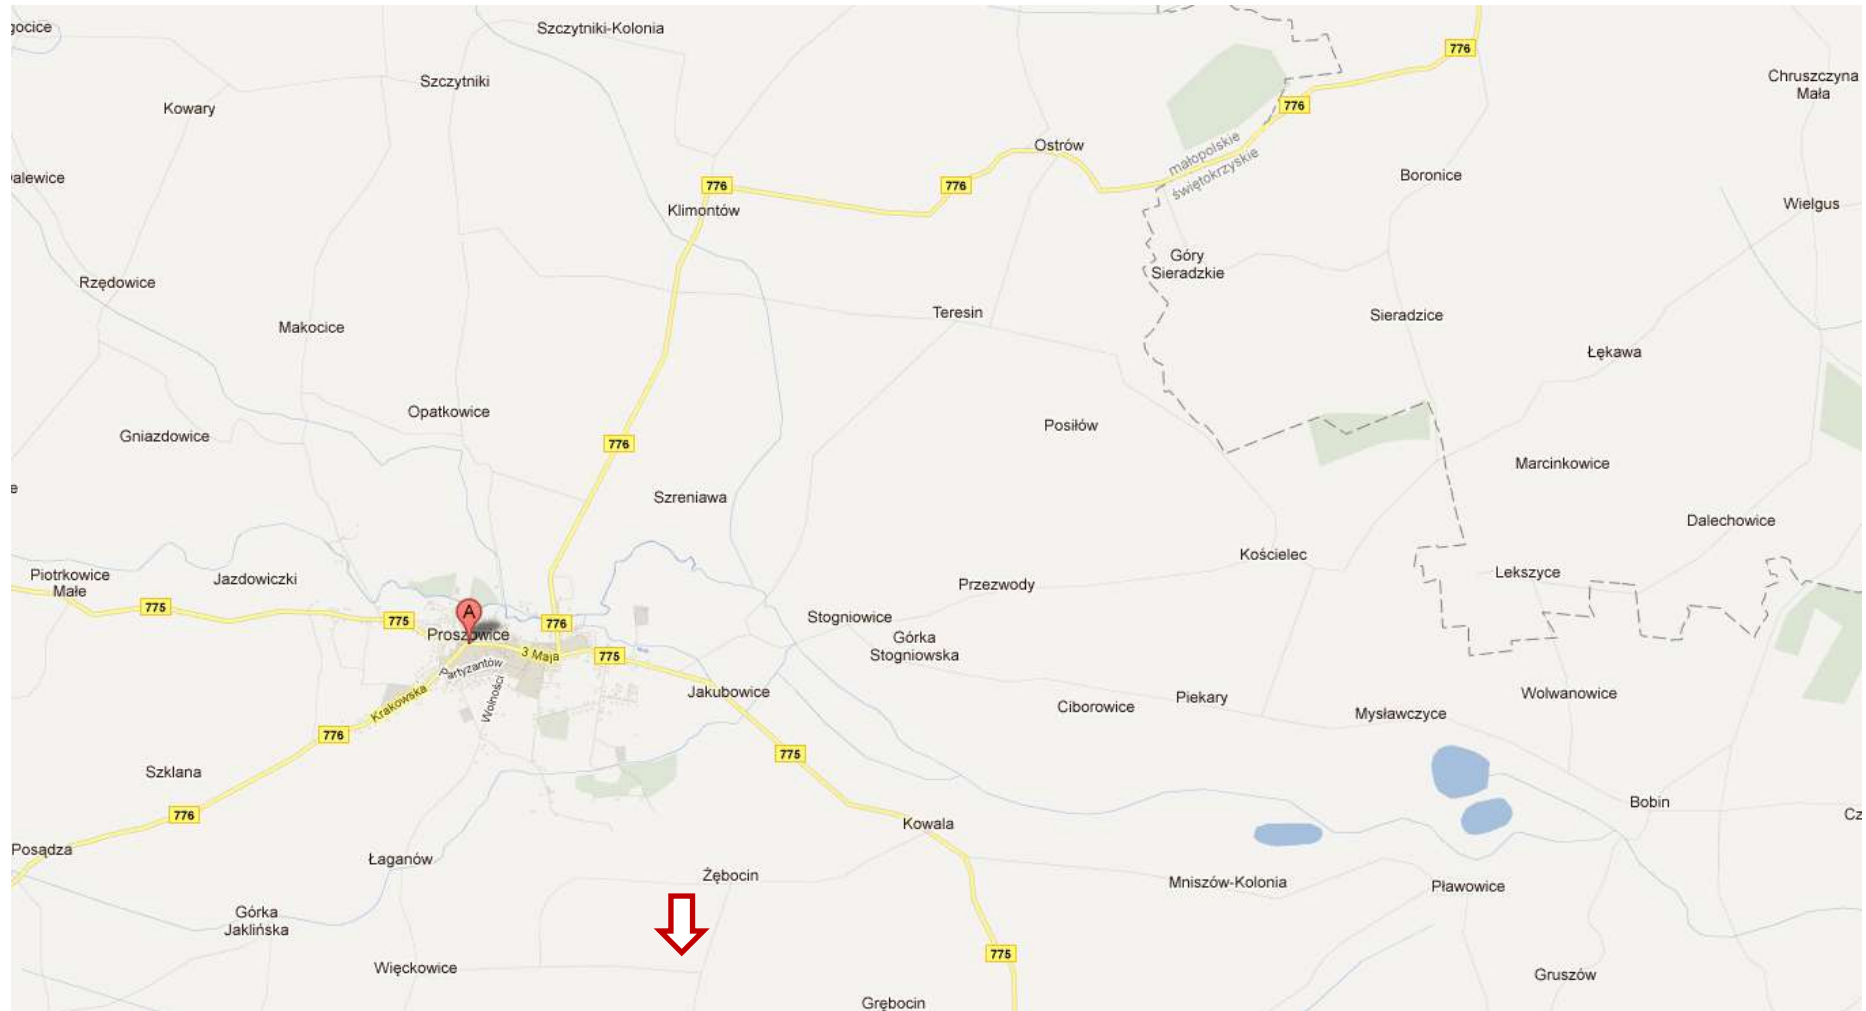 Szczytniki-Kolonia
776
Chruszczyna
Mała
Szczytniki
Kowary
776
Ostrów
małopolskie
świętokrzyskie
Boronice
776
776
Klimontów
Wielgus
Góry
Sieradzkie
Rzędowice
Teresin
Sieradzice
Makocice
Łękawa
Opatkowice
Posiłów
Gniazdowice
776
Marcinkowice
Szreniawa
Dalechowice
Kościelec
Piotrkowice
Małe
Jazdowiczki
Przezwody
Lekszyce
775
A
775
776
Stogniowice
Proszowice
Górka
Stogniowska
3 Maja
775
Partyzantów
Wolności
Krakowska
Jakubowice
Ciborowice
Piekary
Wolwanowice
Mysławczyce
776
775
Szklana
Bobin
776
Cz
Kowala
Posądza
Łaganów
Żębocin
Mniszów-Kolonia
Pławowice
Górka
Jaklińska
775
Więckowice
Gruszów
Grębocin